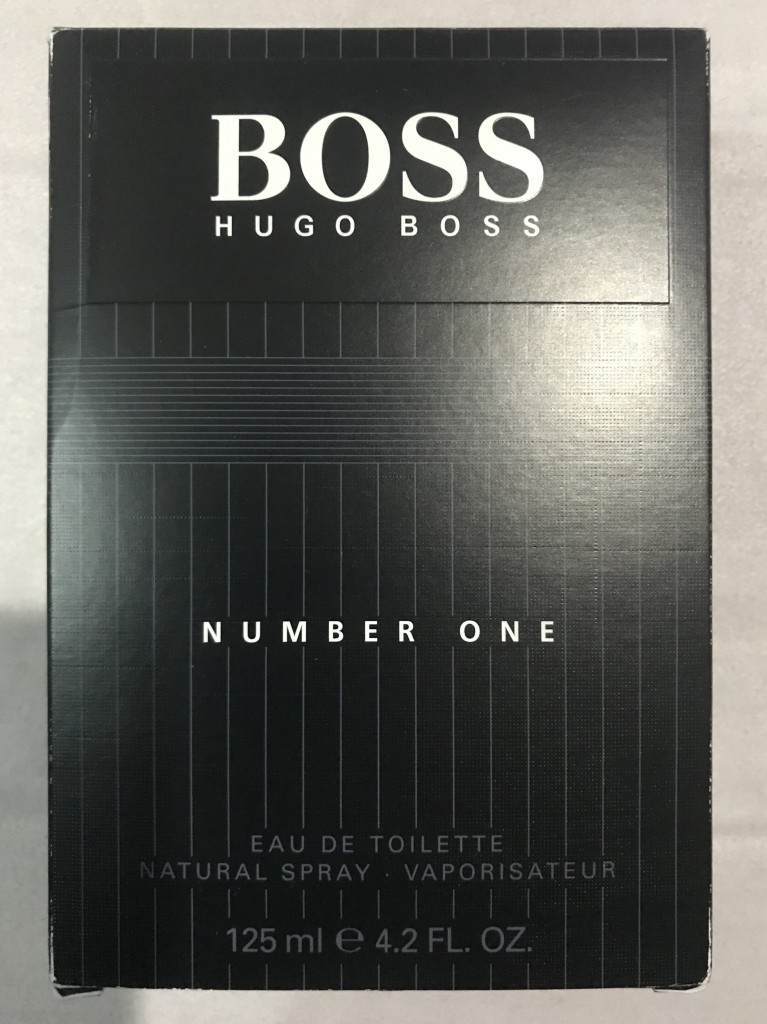 BOSS
HUGO BOSS
NUMBER ONE
EAU DE TOILETTE
NATURAL SPRAY · VAPORISATEUR
125 ml ℮ 4.2 FL. OZ.